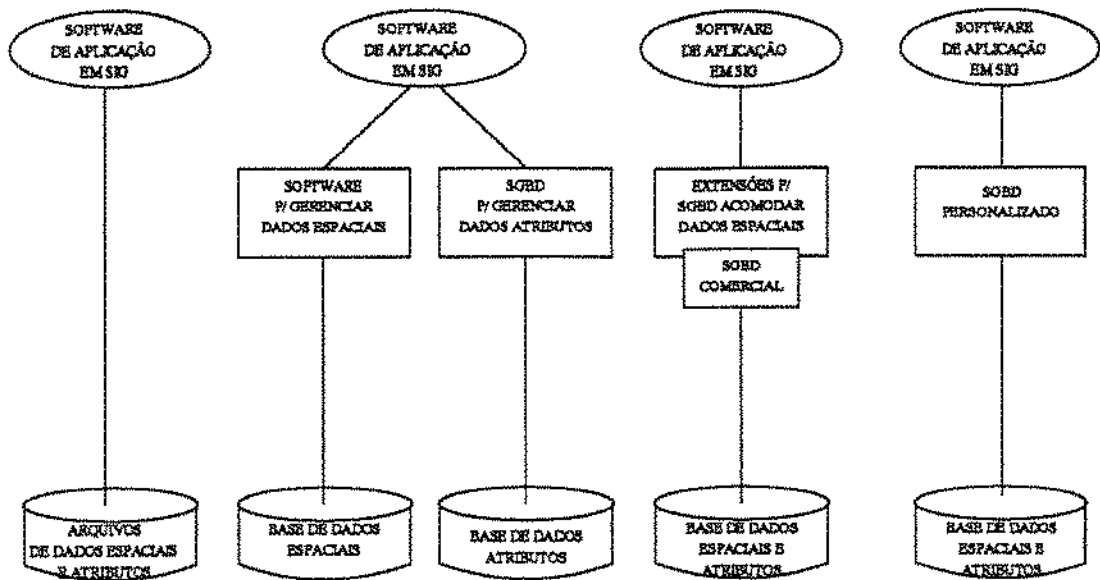 SOFTWARE
DE APLICAÇÃO
EM SIG
SOFTWARE
DE APLICAÇÃO
EM SIG
SOFTWARE
DE APLICAÇÃO
EM SIG
SOFTWARE
DE APLICAÇÃO
EM SIG
SOFTWARE
P/ GERENCIAR
DADOS ESPACIAIS
SGBD
P/ GERENCIAR
DADOS ATRIBUTOS
EXTENSÕES P/
SGBD ACOMODAR
DADOS ESPACIAIS
SGBD
COMERCIAL
SGBD
PERSONALIZADO
ARQUIVOS
DE DADOS ESPACIAIS
E ATRIBUTOS
BASE DE DADOS
ESPACIAIS
BASE DE DADOS
ATRIBUTOS
BASE DE DADOS
ESPACIAIS E
ATRIBUTOS
BASE DE DADOS
ESPACIAIS E
ATRIBUTOS